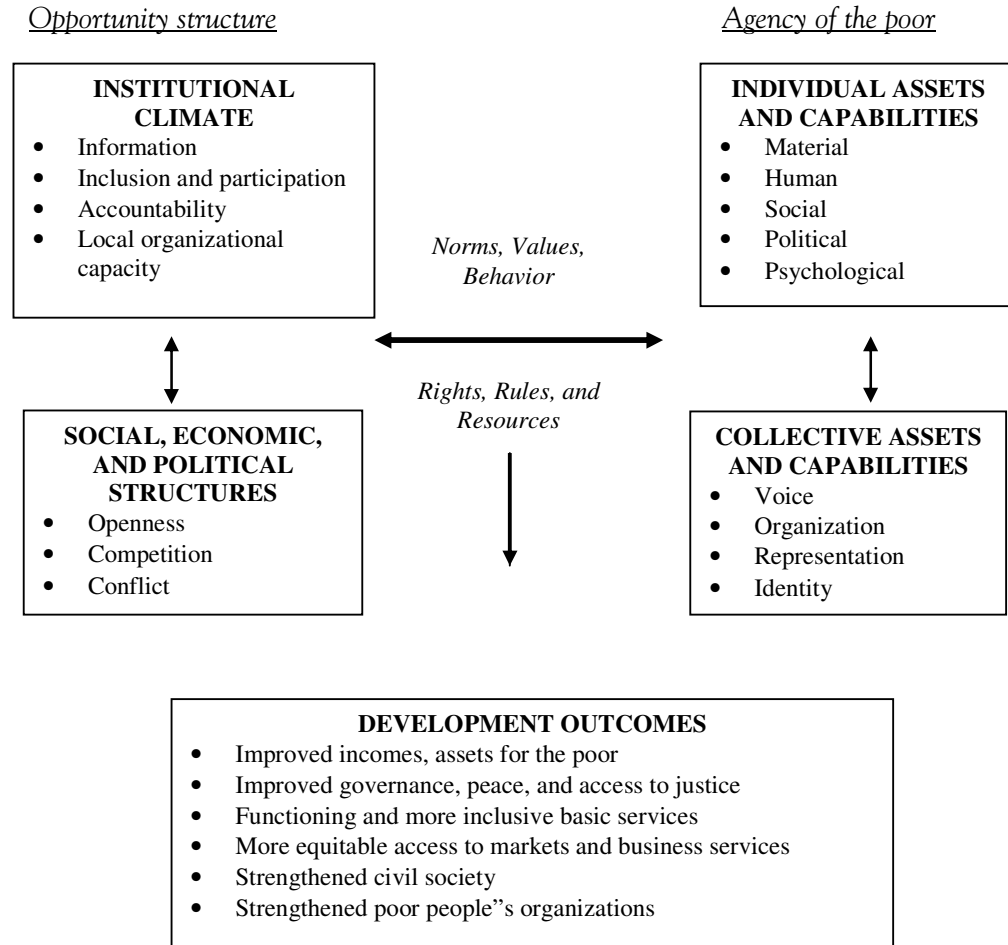 Opportunity structure
Agency of the poor
INSTITUTIONAL
CLIMATE
• Information
• Inclusion and participation
• Accountability
• Local organizational
capacity
INDIVIDUAL ASSETS
AND CAPABILITIES
• Material
• Human
• Social
• Political
• Psychological
Norms, Values,
Behavior
Rights, Rules, and
Resources
SOCIAL, ECONOMIC,
AND POLITICAL
STRUCTURES
• Openness
• Competition
• Conflict
COLLECTIVE ASSETS
AND CAPABILITIES
• Voice
• Organization
• Representation
• Identity
DEVELOPMENT OUTCOMES
• Improved incomes, assets for the poor
• Improved governance, peace, and access to justice
• Functioning and more inclusive basic services
• More equitable access to markets and business services
• Strengthened civil society
• Strengthened poor people”s organizations